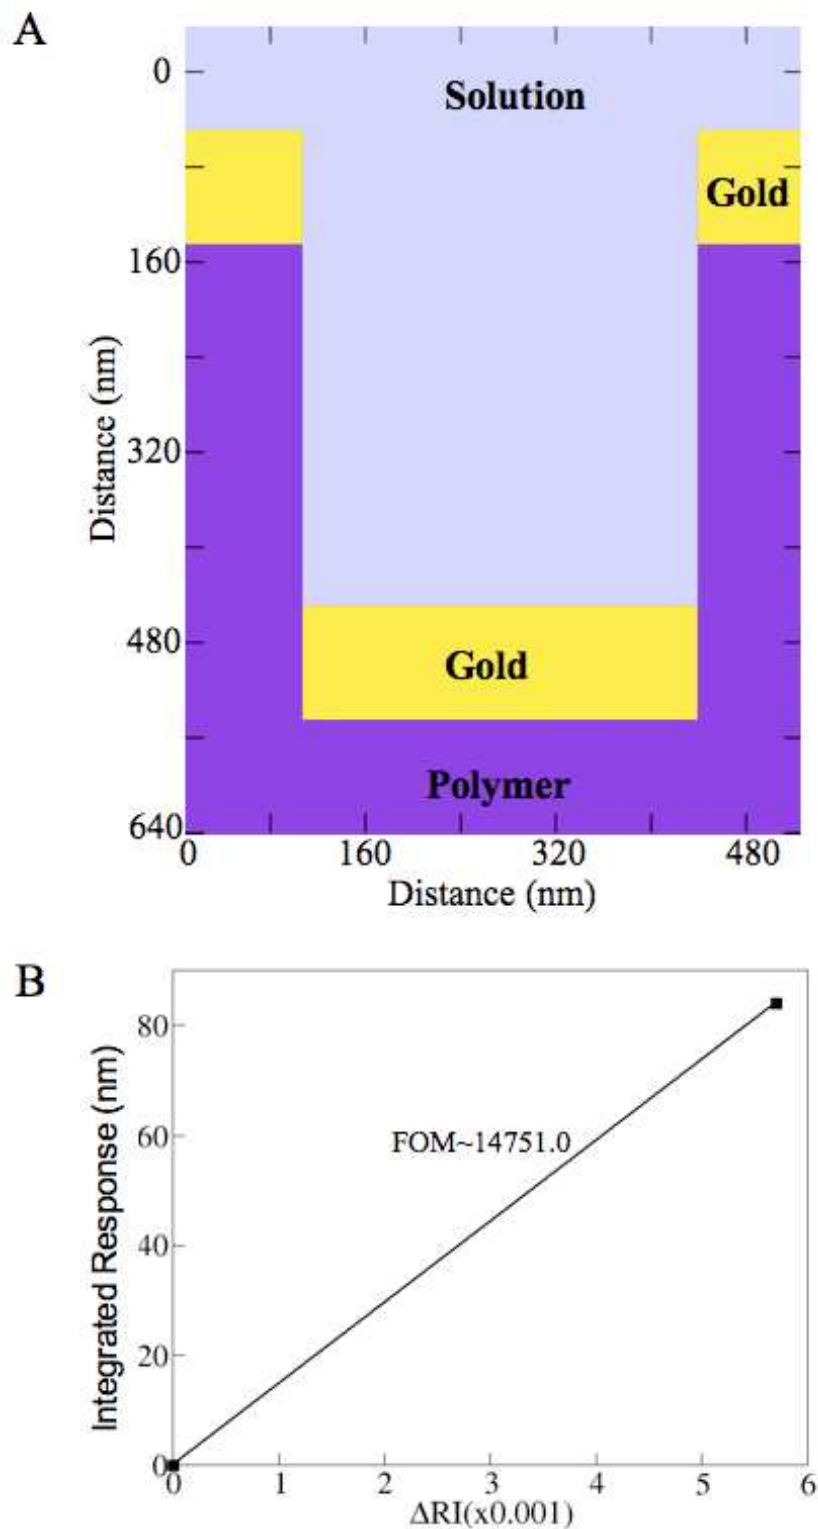 A
0
Solution
Gold
160
Distance (nm)
320
480
Gold
Polymer
640
0 160 320 480
Distance (nm)
B
80
Integrated Response (nm)
60
FOM~14751.0
40
20
0
0 1 2 3 4 5 6
ΔRI(x0.001)